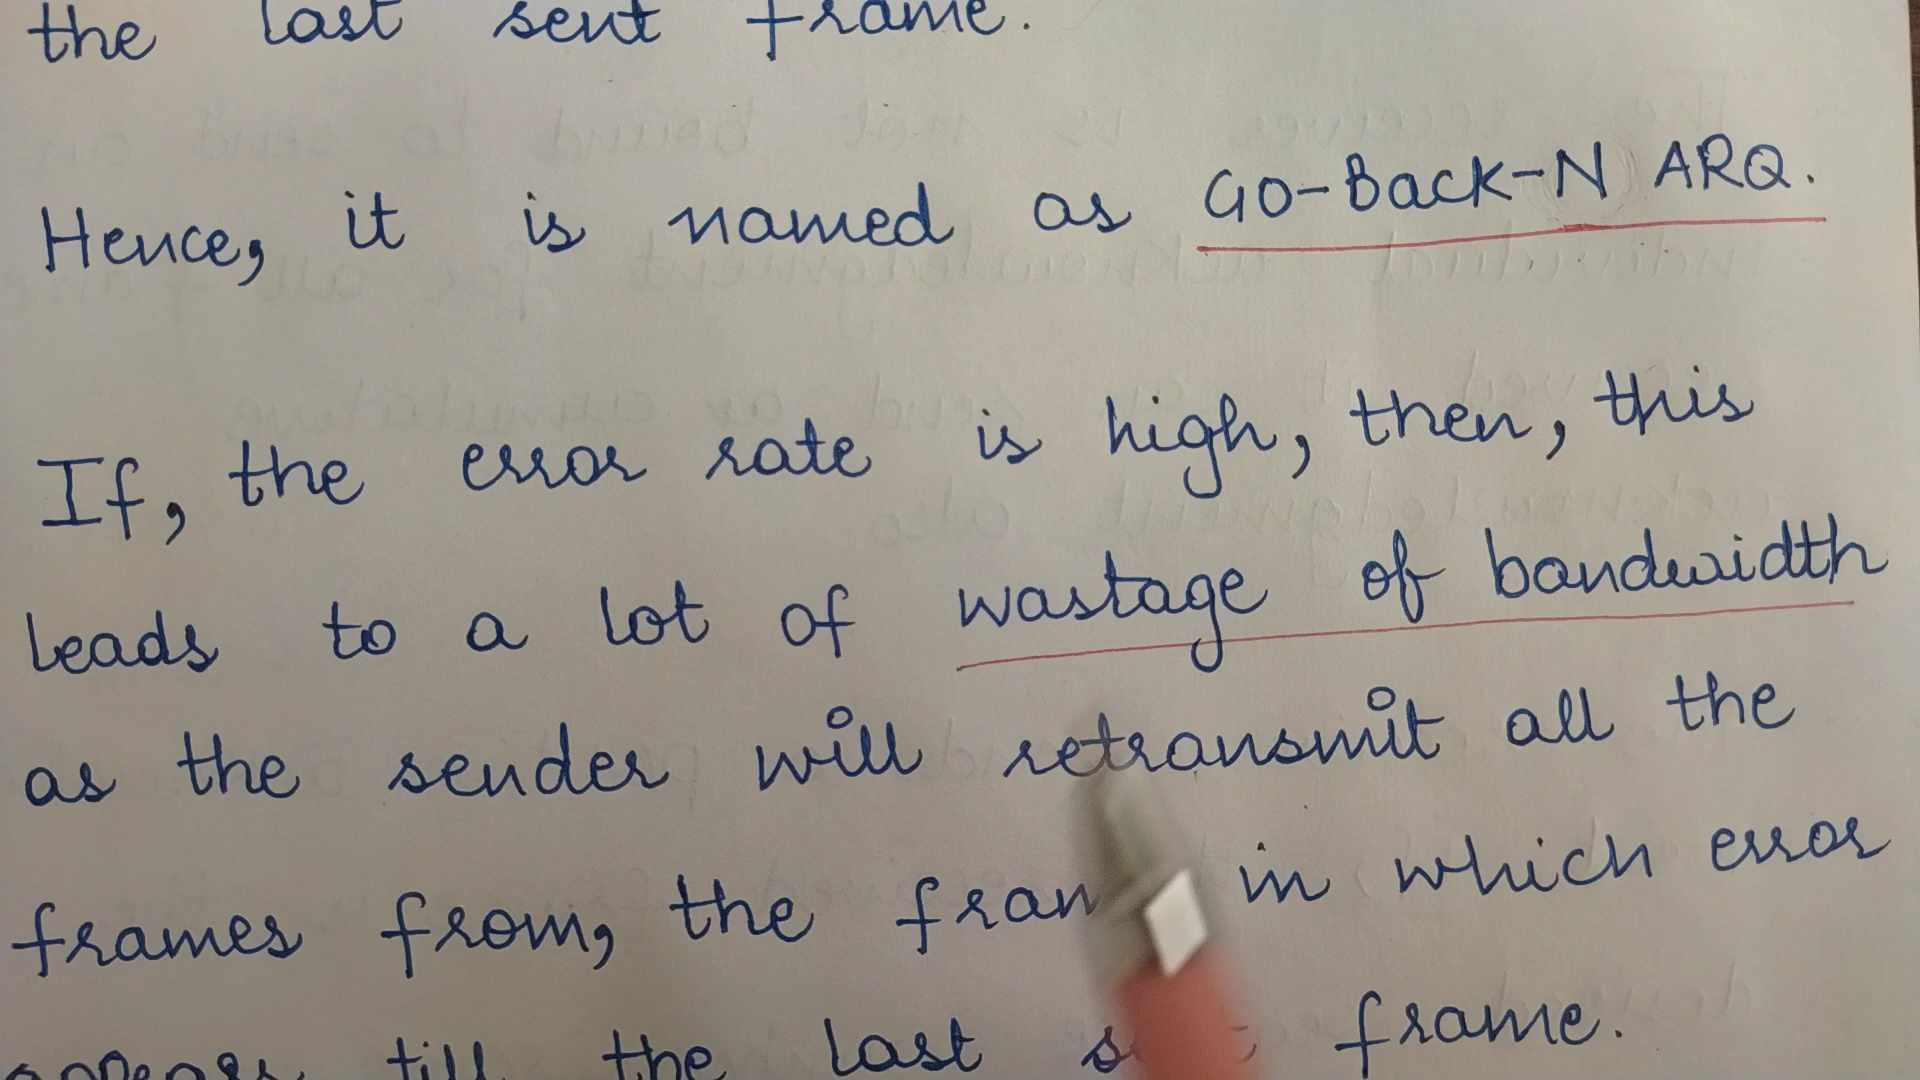 the last sent frame.
Hence, it is named as Go-Back-N ARQ.
If, the error rate is high, then, this
leads to a lot of wastage of bandwidth
as the sender will retransmit all the
frames from, the in which error
appears till the last frame.